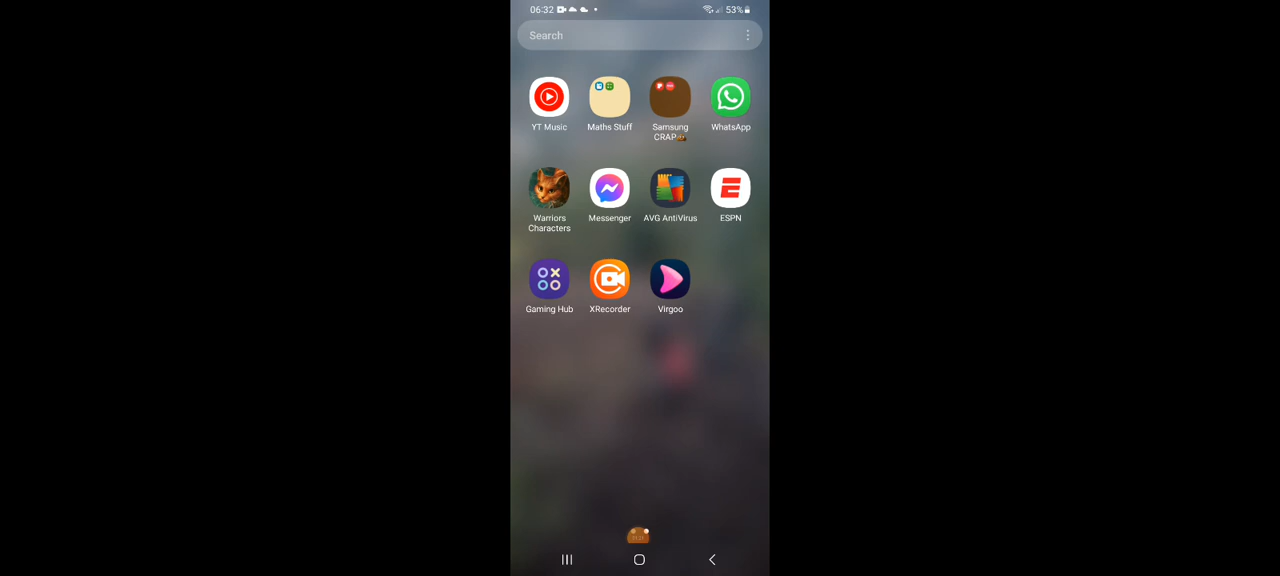 06:32
53%
Search
YT Music
Maths Stuff
Samsung
CRAP💩
WhatsApp
Warriors
Characters
Messenger
AVG AntiVirus
ESPN
Gaming Hub
XRecorder
Virgoo